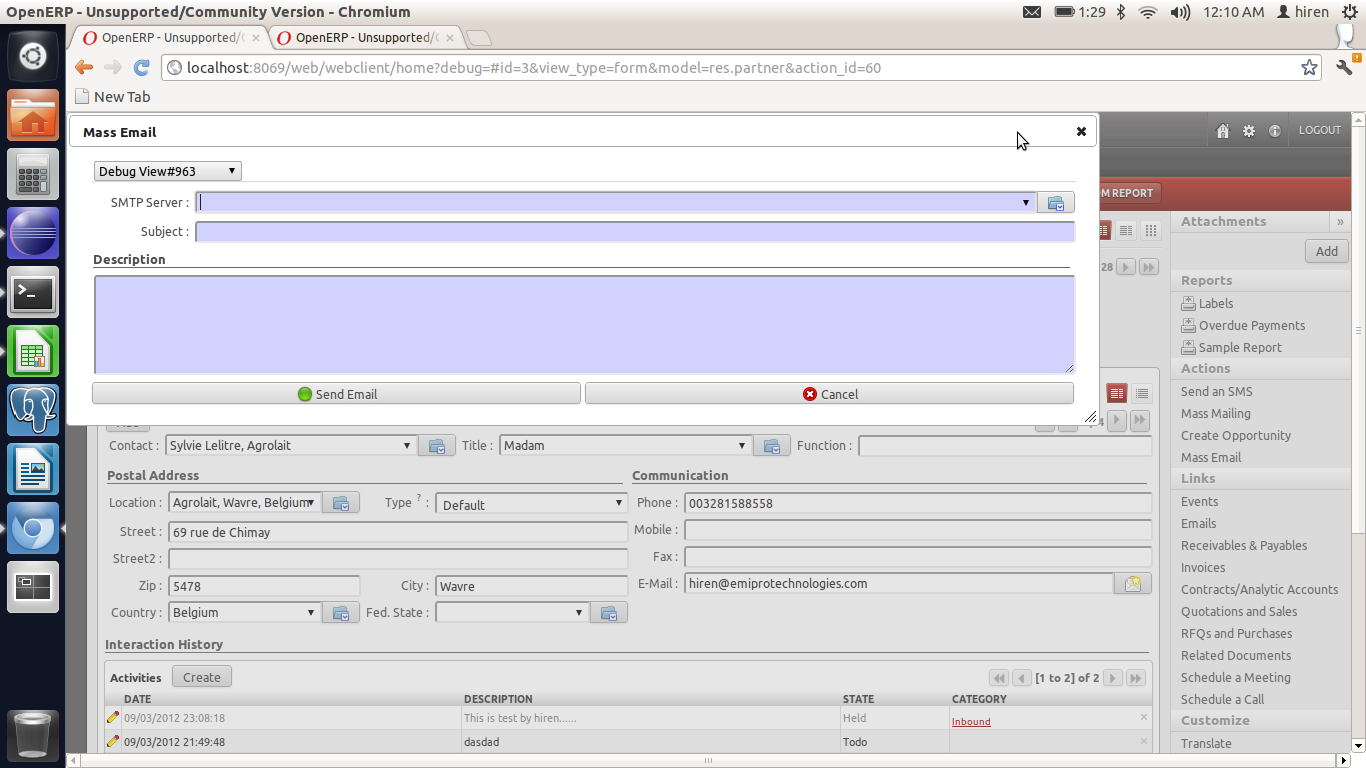 OpenERP - Unsupported/Community Version - Chromium
1:29
12:10 AM
hiren
OpenERP - Unsupported/C
OpenERP - Unsupported/C
localhost:8069/web/webclient/home?debug=#id=3&view_type=form&model=res.partner&action_id=60
New Tab
Mass Email
LOGOUT
Debug View#963
SMTP Server :
Subject :
Description
Send Email
Cancel
M REPORT
28
Attachments
»
Add
Reports
Labels
Overdue Payments
Sample Report
Actions
Send an SMS
Mass Mailing
Create Opportunity
Mass Email
Links
Events
Emails
Receivables & Payables
Invoices
Contracts/Analytic Accounts
Quotations and Sales
RFQs and Purchases
Related Documents
Schedule a Meeting
Schedule a Call
Customize
Translate
Contact : Sylvie Lelitre, Agrolait Title : Madam Function :
Postal Address Communication
Location : Agrolait, Wavre, Belgium Type ? : Default Phone : 003281588558
Street : 69 rue de Chimay Mobile :
Street2 : Fax :
Zip : 5478 City : Wavre E-Mail : hiren@emiprotechnologies.com
Country : Belgium Fed. State :
Interaction History
Activities Create [1 to 2] of 2
DATE DESCRIPTION STATE CATEGORY
09/03/2012 23:08:18 This is test by hiren...... Held Inbound
09/03/2012 21:49:48 dasdad Todo